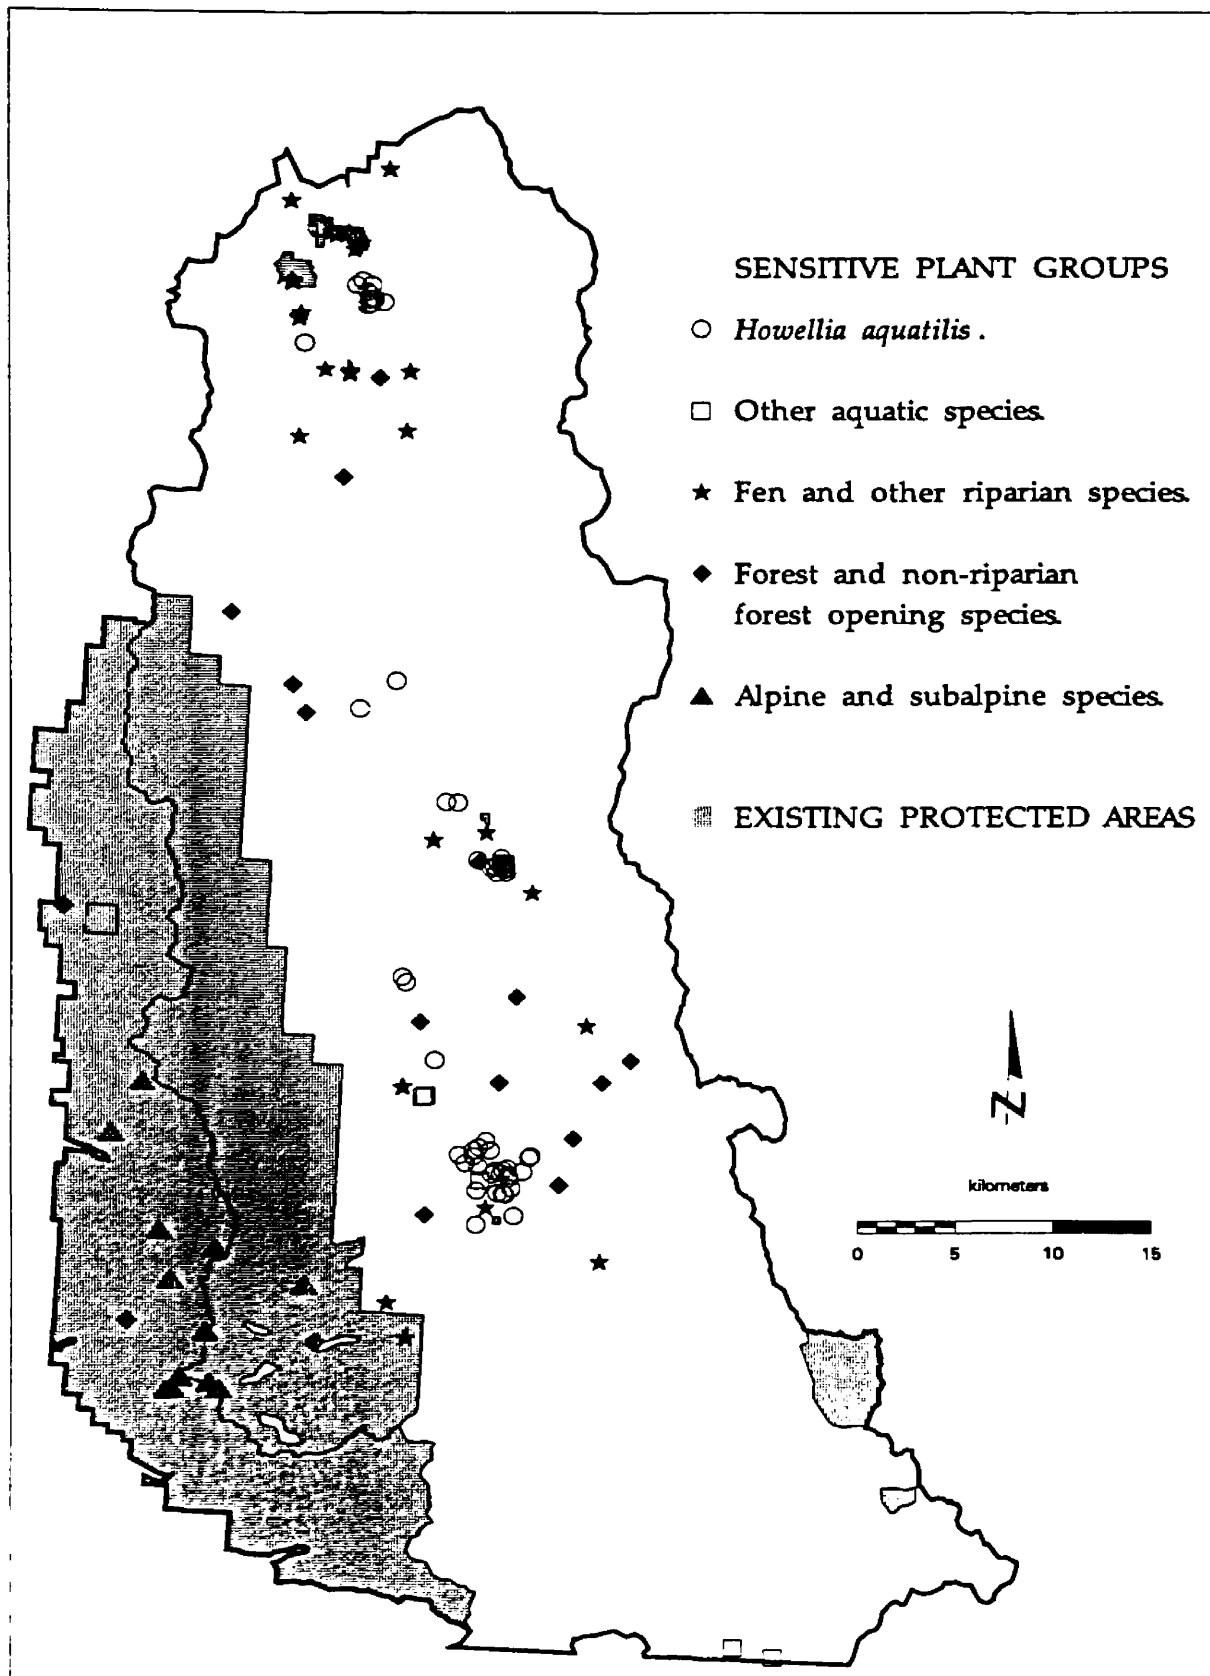 SENSITIVE PLANT GROUPS
Howellia aquatilis .
Other aquatic species.
Fen and other riparian species.
Forest and non-riparian
forest opening species.
Alpine and subalpine species.
EXISTING PROTECTED AREAS
N
kilometers
0 5 10 15